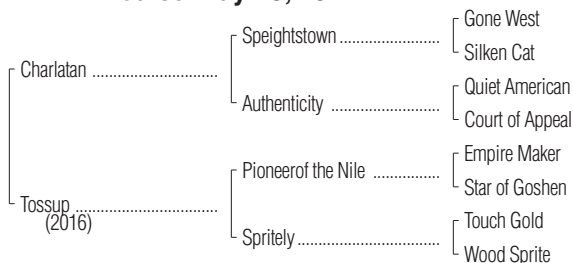 Gone West
Speightstown
Silken Cat
Charlatan
Quiet American
Authenticity
Court of Appeal
Empire Maker
Pioneerof the Nile
Star of Goshen
Tossup
(2016)
Touch Gold
Spritely
Wood Sprite